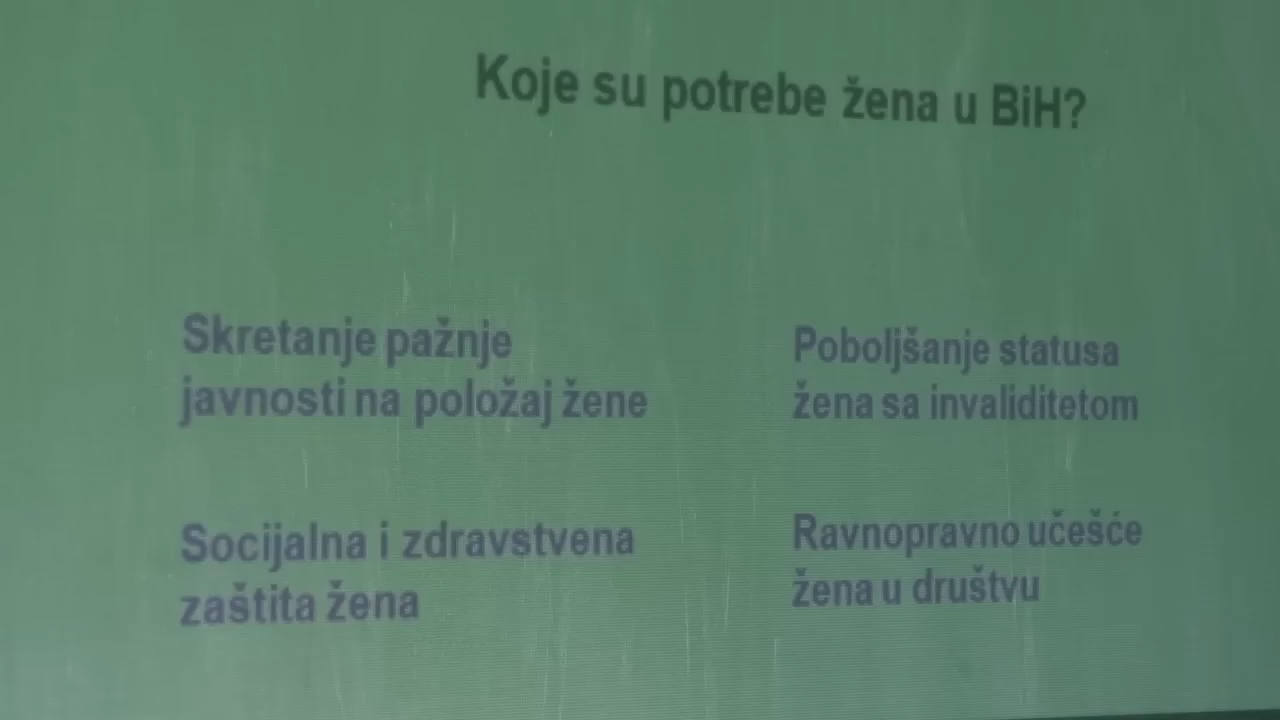 Koje su potrebe žena u BiH?
Skretanje pažnje
javnosti na položaj žene
Socijalna i zdravstvena
zaštita žena
Poboljšanje statusa
žena sa invaliditetom
Ravnopravno učešće
žena u društvu